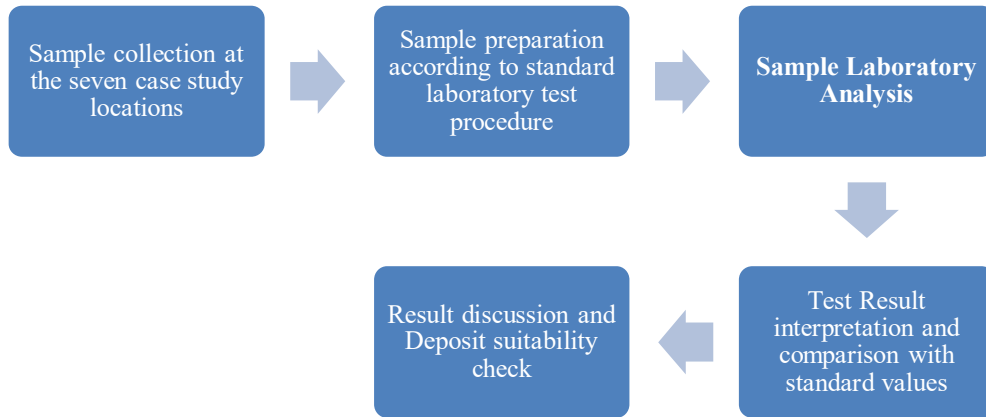 Sample collection at
the seven case study
locations
Sample preparation
according to standard
laboratory test
procedure
Sample Laboratory
Analysis
Test Result
interpretation and
comparison with
standard values
Result discussion and
Deposit suitability
check